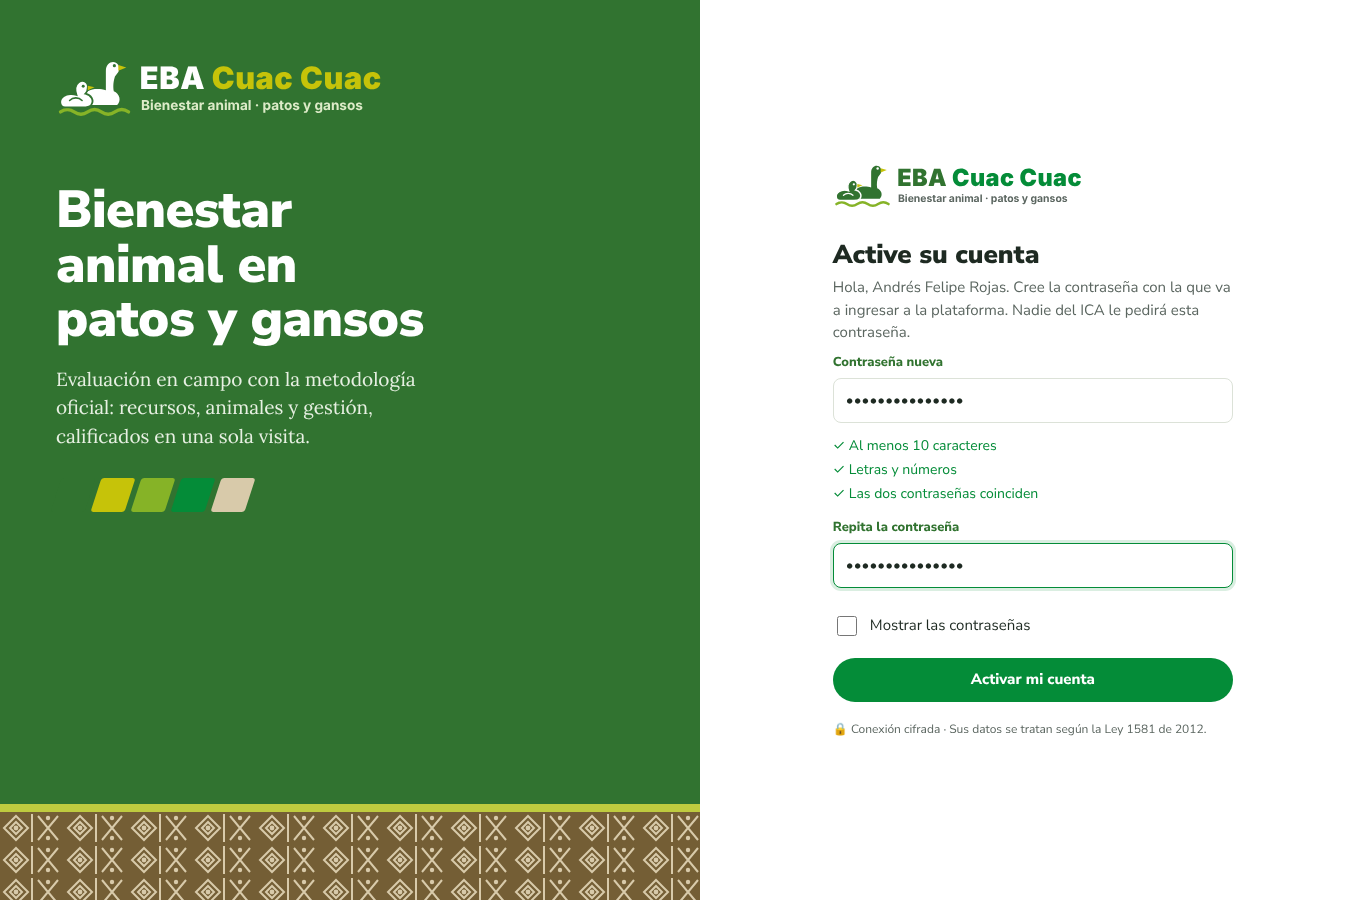 EBA Cuac Cuac
Bienestar animal · patos y gansos
Bienestar
animal en
patos y gansos
Evaluación en campo con la metodología
oficial: recursos, animales y gestión,
calificados en una sola visita.
EBA Cuac Cuac
Bienestar animal · patos y gansos
Active su cuenta
Hola, Andrés Felipe Rojas. Cree la contraseña con la que va
a ingresar a la plataforma. Nadie del ICA le pedirá esta
contraseña.
Contraseña nueva
•••••••••••••••
✓ Al menos 10 caracteres
✓ Letras y números
✓ Las dos contraseñas coinciden
Repita la contraseña
•••••••••••••••
Mostrar las contraseñas
Activar mi cuenta
🔒 Conexión cifrada · Sus datos se tratan según la Ley 1581 de 2012.